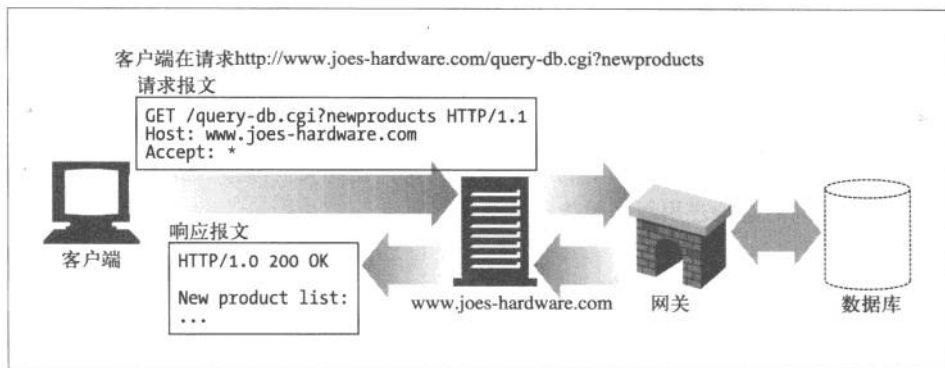 客户端在请求http://www.joes-hardware.com/query-db.cgi?newproducts
请求报文
GET /query-db.cgi?newproducts HTTP/1.1
Host: www.joes-hardware.com
Accept: *
客户端
响应报文
HTTP/1.0 200 OK
New product list:
...
www.joes-hardware.com
网关
数据库